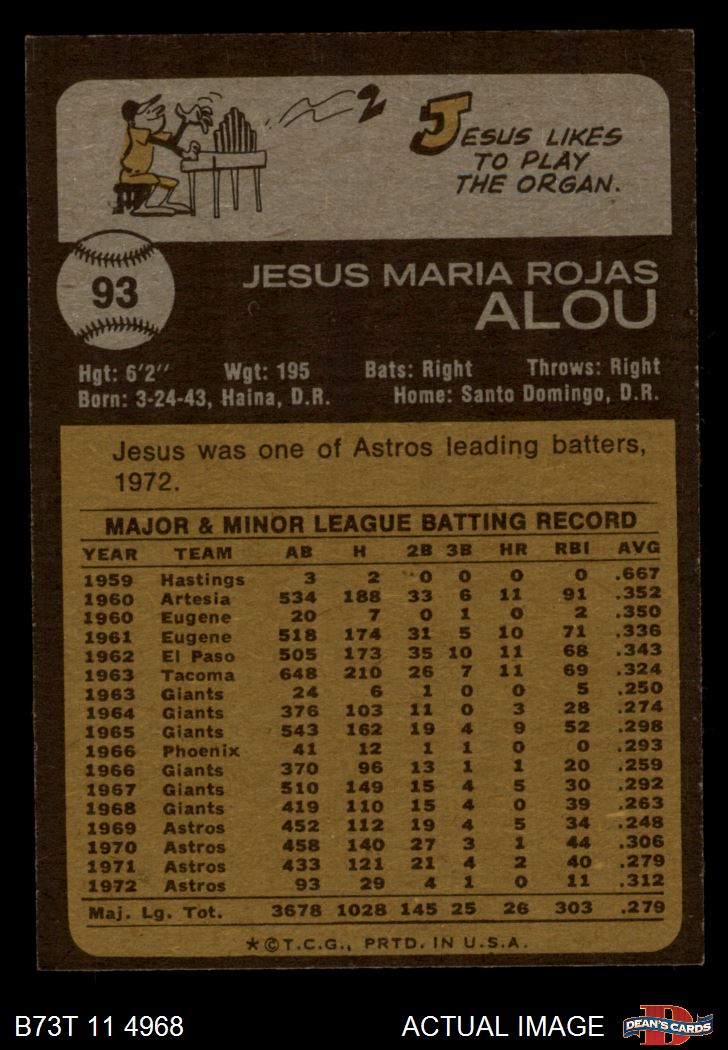 2
JESUS LIKES
TO PLAY
THE ORGAN.
93
JESUS MARIA ROJAS
ALOU
Hgt: 6'2" Wgt: 195 Bats: Right Throws: Right
Born: 3-24-43, Haina, D.R. Home: Santo Domingo, D.R.
Jesus was one of Astros leading batters,
1972.
MAJOR & MINOR LEAGUE BATTING RECORD
YEAR TEAM AB H 2B 3B HR RBI AVG
1959 Hastings 3 2 0 0 0 0 .667
1960 Artesia 534 188 33 6 11 91 .352
1960 Eugene 20 7 0 1 0 2 .350
1961 Eugene 518 174 31 5 10 71 .336
1962 El Paso 505 173 35 10 11 68 .343
1963 Tacoma 648 210 26 7 11 69 .324
1963 Giants 24 6 1 0 0 5 .250
1964 Giants 376 103 11 0 3 28 .274
1965 Giants 543 162 19 4 9 52 .298
1966 Phoenix 41 12 1 1 0 0 .293
1966 Giants 370 96 13 1 1 20 .259
1967 Giants 510 149 15 4 5 30 .292
1968 Giants 419 110 15 4 0 39 .263
1969 Astros 452 112 19 4 5 34 .248
1970 Astros 458 140 27 3 1 44 .306
1971 Astros 433 121 21 4 2 40 .279
1972 Astros 93 29 4 1 0 11 .312
Maj. Lg. Tot. 3678 1028 145 25 26 303 .279
*©T.C.G., PRTD. IN U.S.A.
B73T 11 4968 ACTUAL IMAGE
D
DEAN'S CARDS